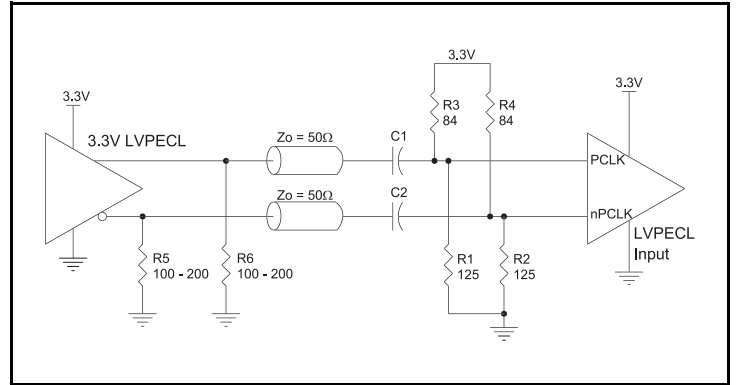 3.3V
3.3V
3.3V
3.3V LVPECL
R3
84
R4
84
Zo = 50Ω
C1
PCLK
Zo = 50Ω
C2
nPCLK
LVPECL
Input
R5
100 - 200
R6
100 - 200
R1
125
R2
125